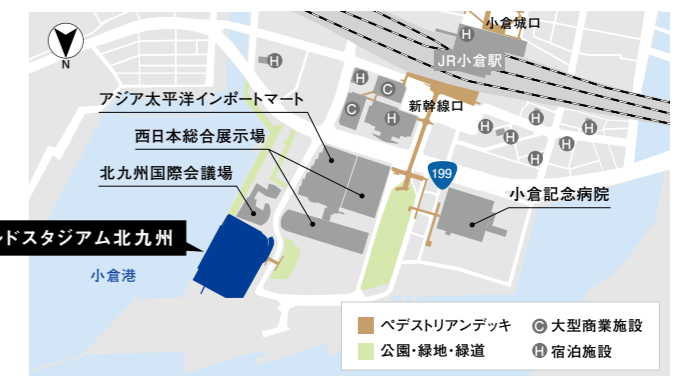 小倉城口
H
JR小倉駅
N
H
H
C
アジア太平洋インポートマート
C
新幹線口
H
H
H
H
H
H
H
西日本総合展示場
199
北九州国際会議場
小倉記念病院
ルドスタジアム北九州
小倉港
ペデストリアンデッキ
C 大型商業施設
公園・緑地・緑道
H 宿泊施設